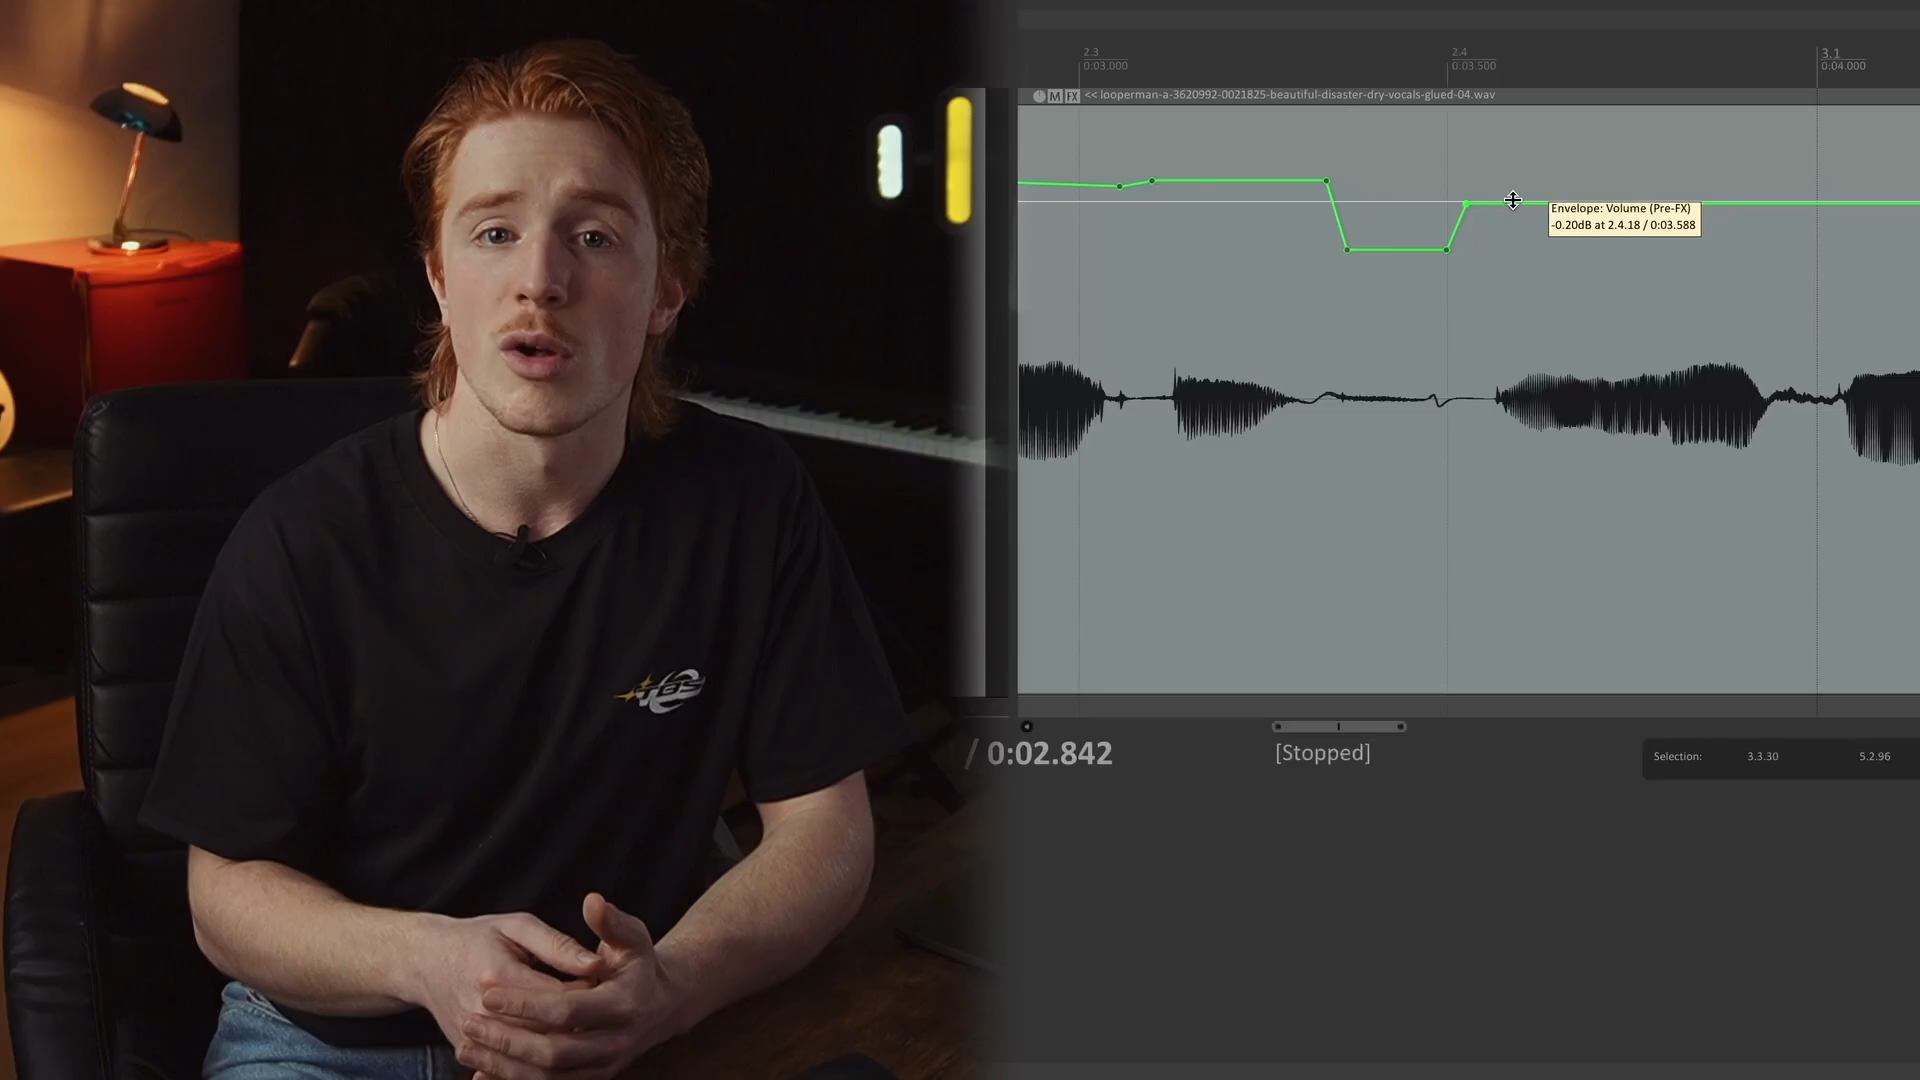 2.3
0:03.000
2.4
0:03.500
3.1
0:04.000
M FX << looperman-a-3620992-0021825-beautiful-disaster-dry-vocals-glued-04.wav
Envelope: Volume (Pre-FX)
-0.20dB at 2.4.18 / 0:03.588
TBS
/ 0:02.842
[Stopped]
Selection:
3.3.30
5.2.96